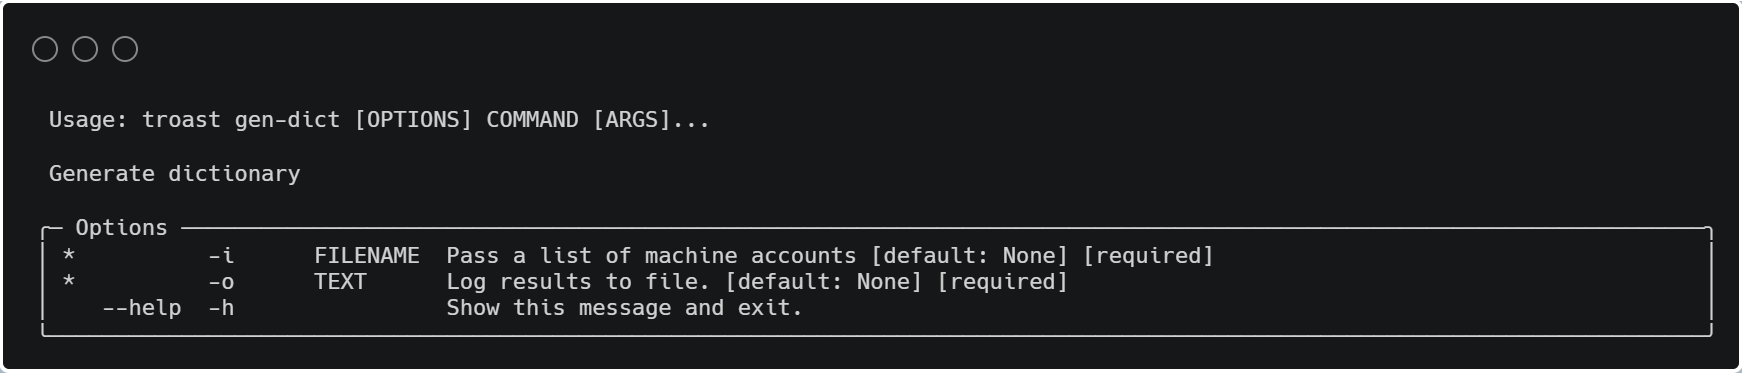 Usage: troast gen-dict [OPTIONS] COMMAND [ARGS]...
Generate dictionary
Options
* -i FILENAME Pass a list of machine accounts [default: None] [required]
* -o TEXT Log results to file. [default: None] [required]
--help -h Show this message and exit.